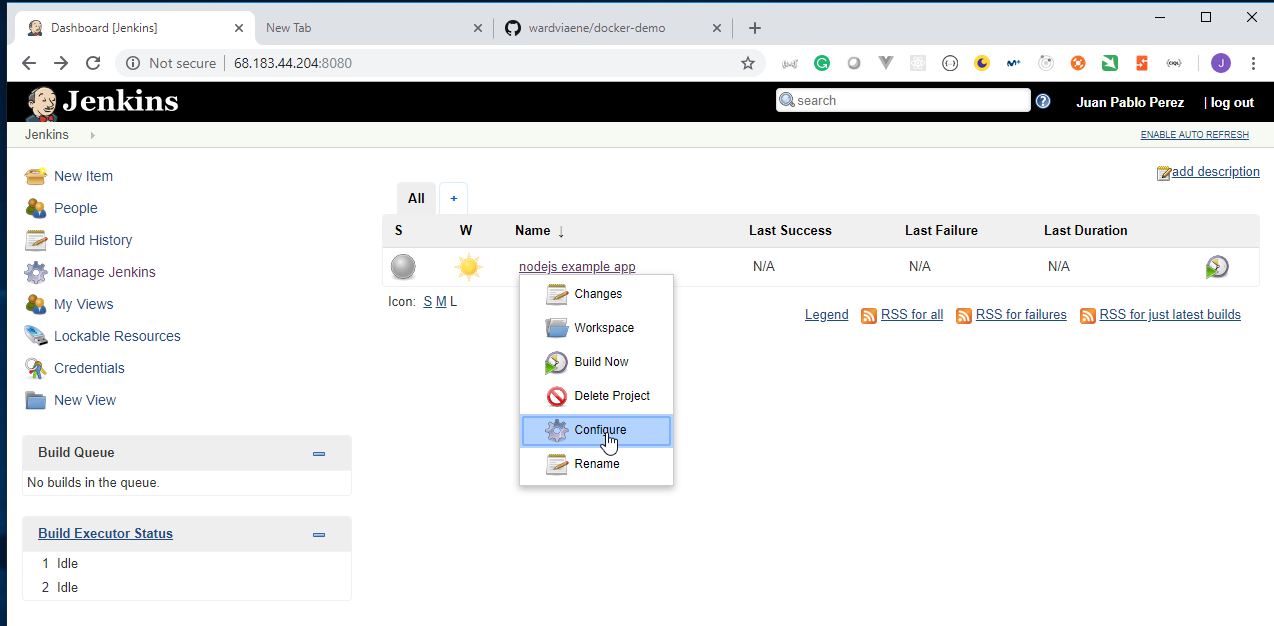 Dashboard [Jenkins]
New Tab
wardviaene/docker-demo
Not secure | 68.183.44.204:8080
J
Jenkins
search
Juan Pablo Perez | log out
Jenkins
ENABLE AUTO REFRESH
New Item
People
Build History
Manage Jenkins
My Views
Lockable Resources
Credentials
New View
Build Queue
No builds in the queue.
Build Executor Status
1 Idle
2 Idle
add description
All +
S W Name ↓ Last Success Last Failure Last Duration
nodejs example app N/A N/A N/A
Icon: S M L
Legend RSS for all RSS for failures RSS for just latest builds
Changes
Workspace
Build Now
Delete Project
Configure
Rename